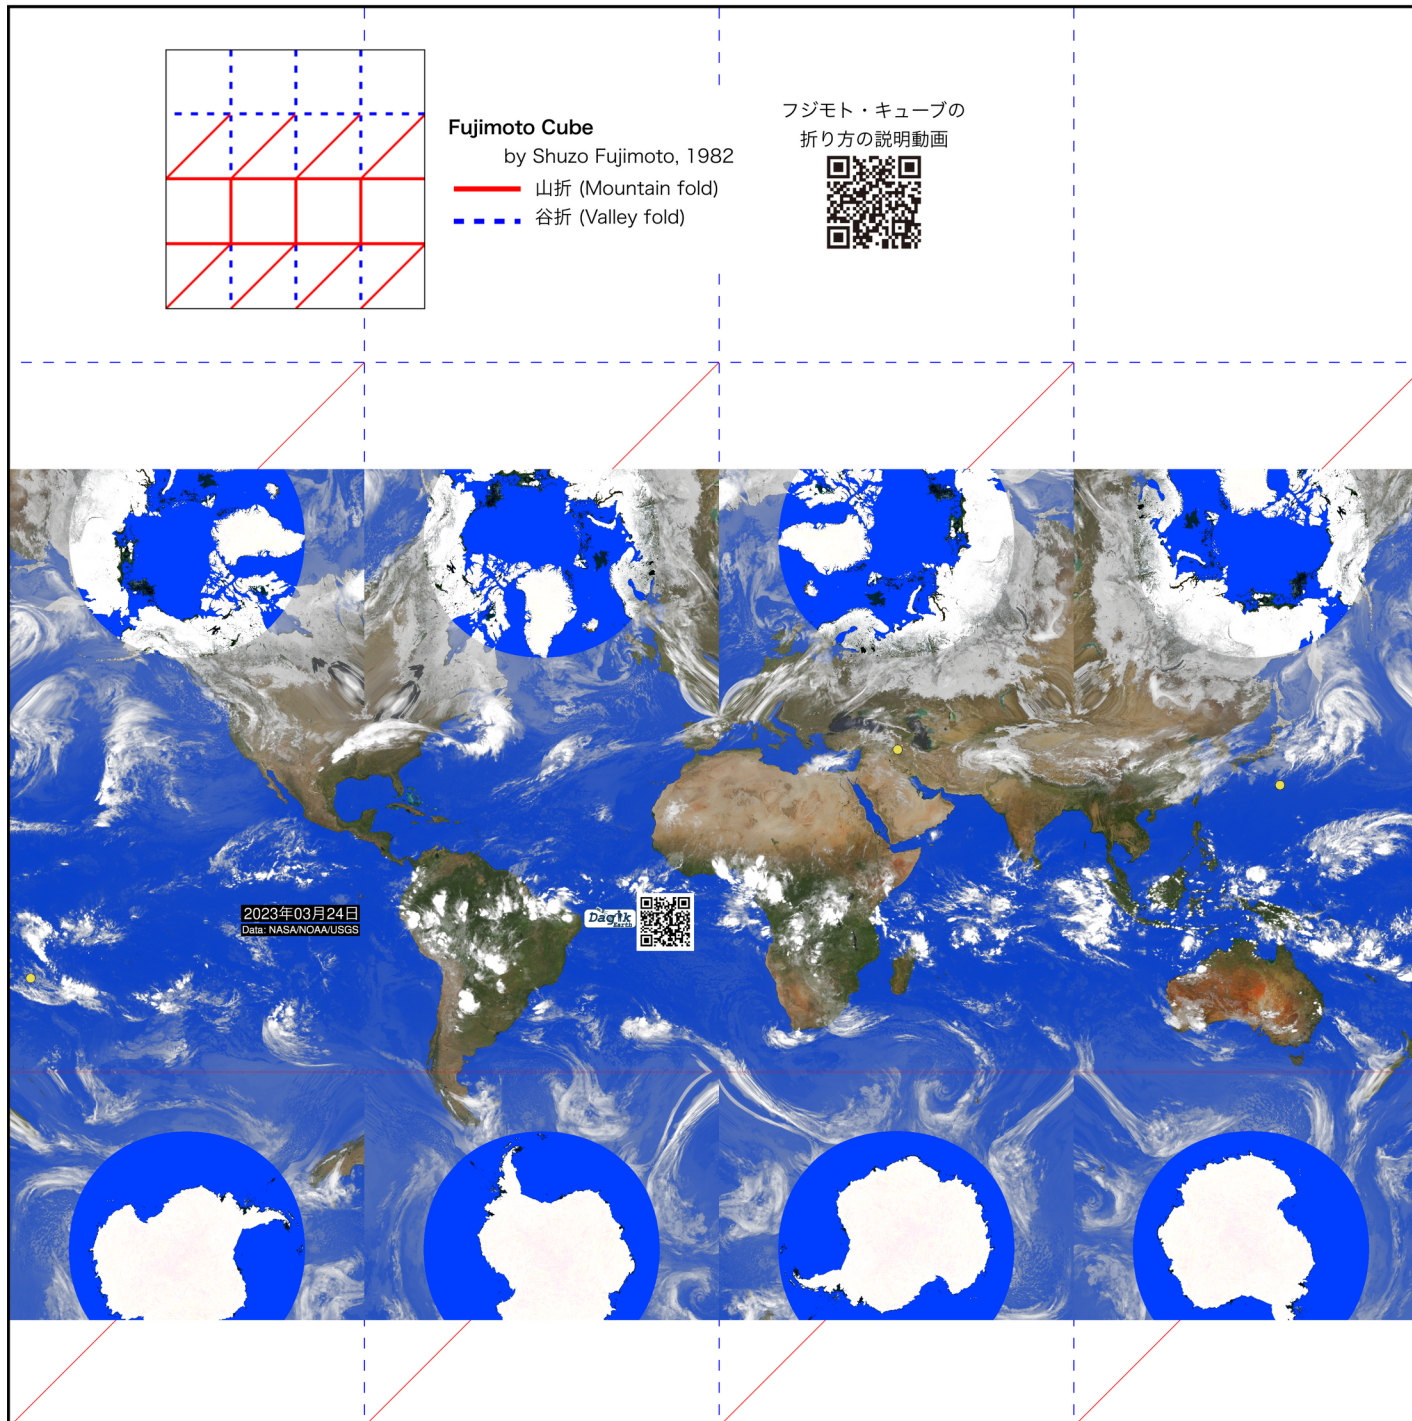 Fujimoto Cube
by Shuzo Fujimoto, 1982
山折 (Mountain fold)
谷折 (Valley fold)
フジモト・キューブの
折り方の説明動画
2023年03月24日
Data: NASA/NOAA/USGS
Dagik
Earth